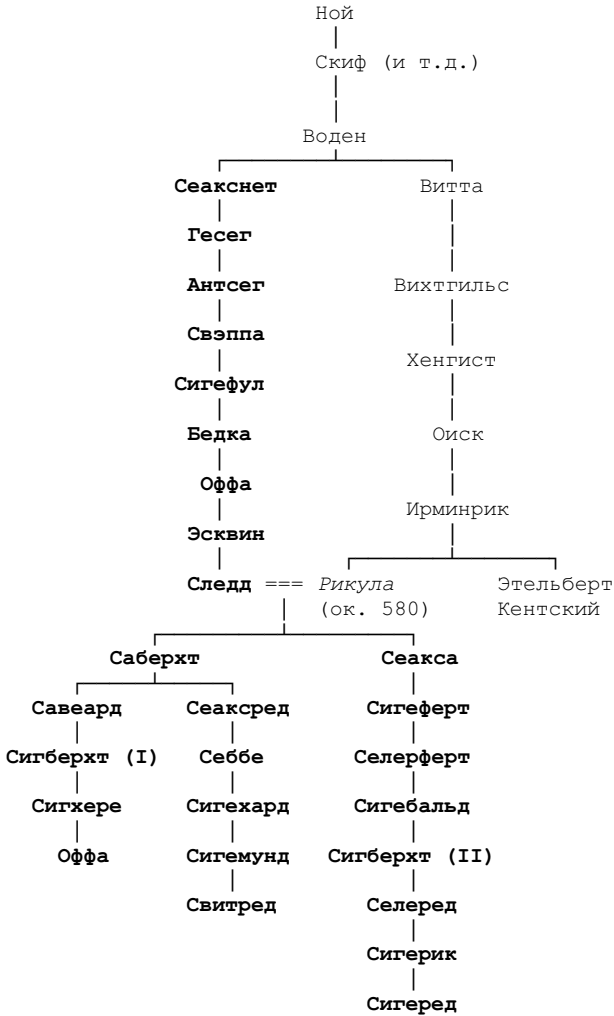 Ной
Скиф (и т.д.)
Воден
Сеакснет Витта
Гесег
Антсег Вихтгильс
Свэппа
Хенгист
Сигефул
Бедка Оиск
Оффа
Ирминрик
Эсквин
Следд === Рикула Этельберт
(ок. 580) Кентский
Саберхт Сеакса
Савеард Сеаксред Сигеферт
Сигберхт (I) Себбе Селерферт
Сигхере Сигехард Сигебальд
Оффа Сигемунд Сигберхт (II)
Свитред Селеред
Сигерик
Сигеред